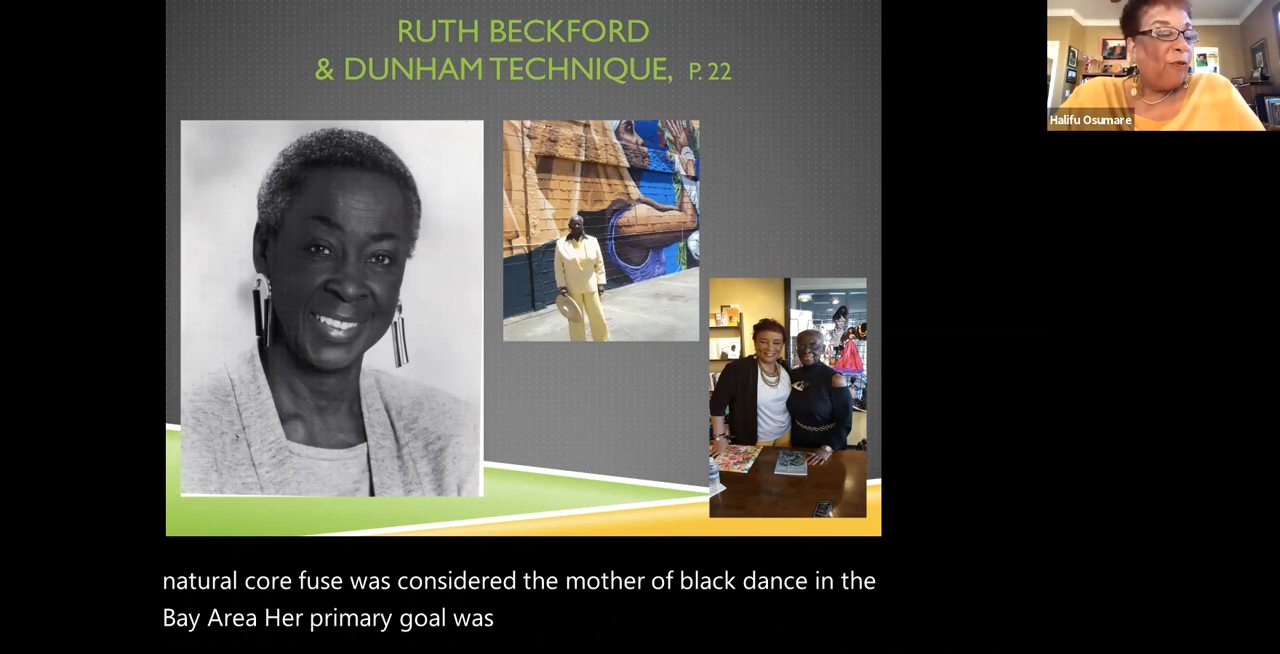 RUTH BECKFORD
& DUNHAM TECHNIQUE, P. 22
Halifu Osumare
natural core fuse was considered the mother of black dance in the
Bay Area Her primary goal was